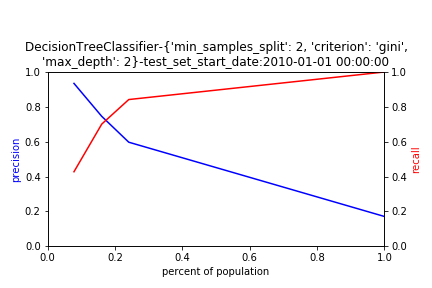 DecisionTreeClassifier-{'min_samples_split': 2, 'criterion': 'gini',
'max_depth': 2}-test_set_start_date:2010-01-01 00:00:00
1.0
0.8
0.6
0.4
0.2
0.0
precision
1.0
0.8
0.6
0.4
0.2
0.0
recall
0.0 0.2 0.4 0.6 0.8 1.0
percent of population